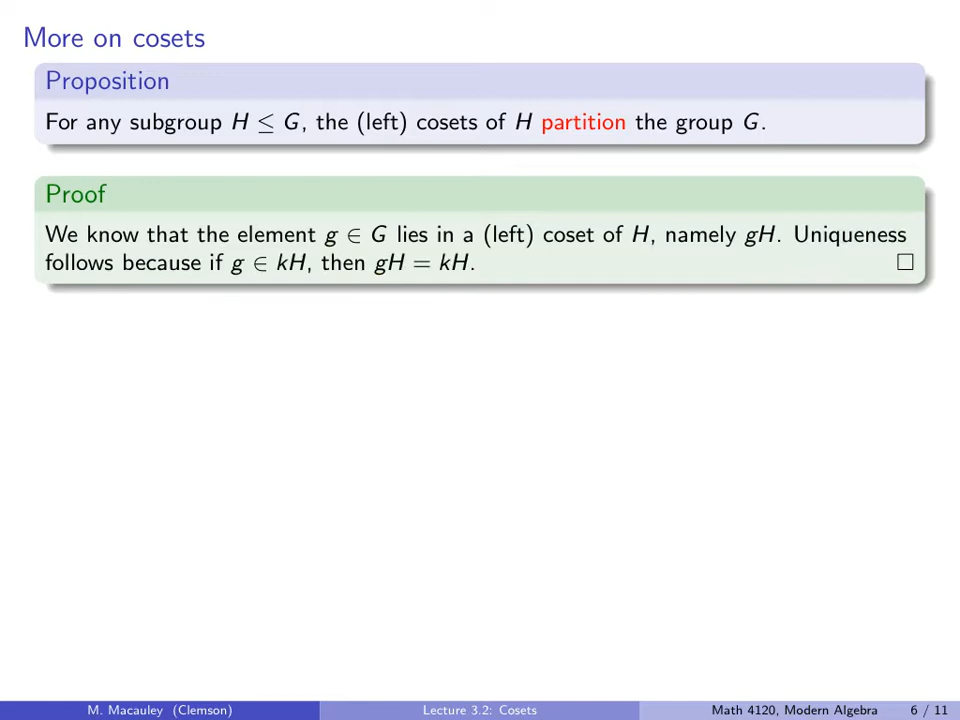 More on cosets
Proposition
For any subgroup H ≤ G, the (left) cosets of H partition the group G.
Proof
We know that the element g ∈ G lies in a (left) coset of H, namely gH. Uniqueness
follows because if g ∈ kH, then gH = kH. □
M. Macauley (Clemson) Lecture 3.2: Cosets Math 4120, Modern Algebra 6 / 11